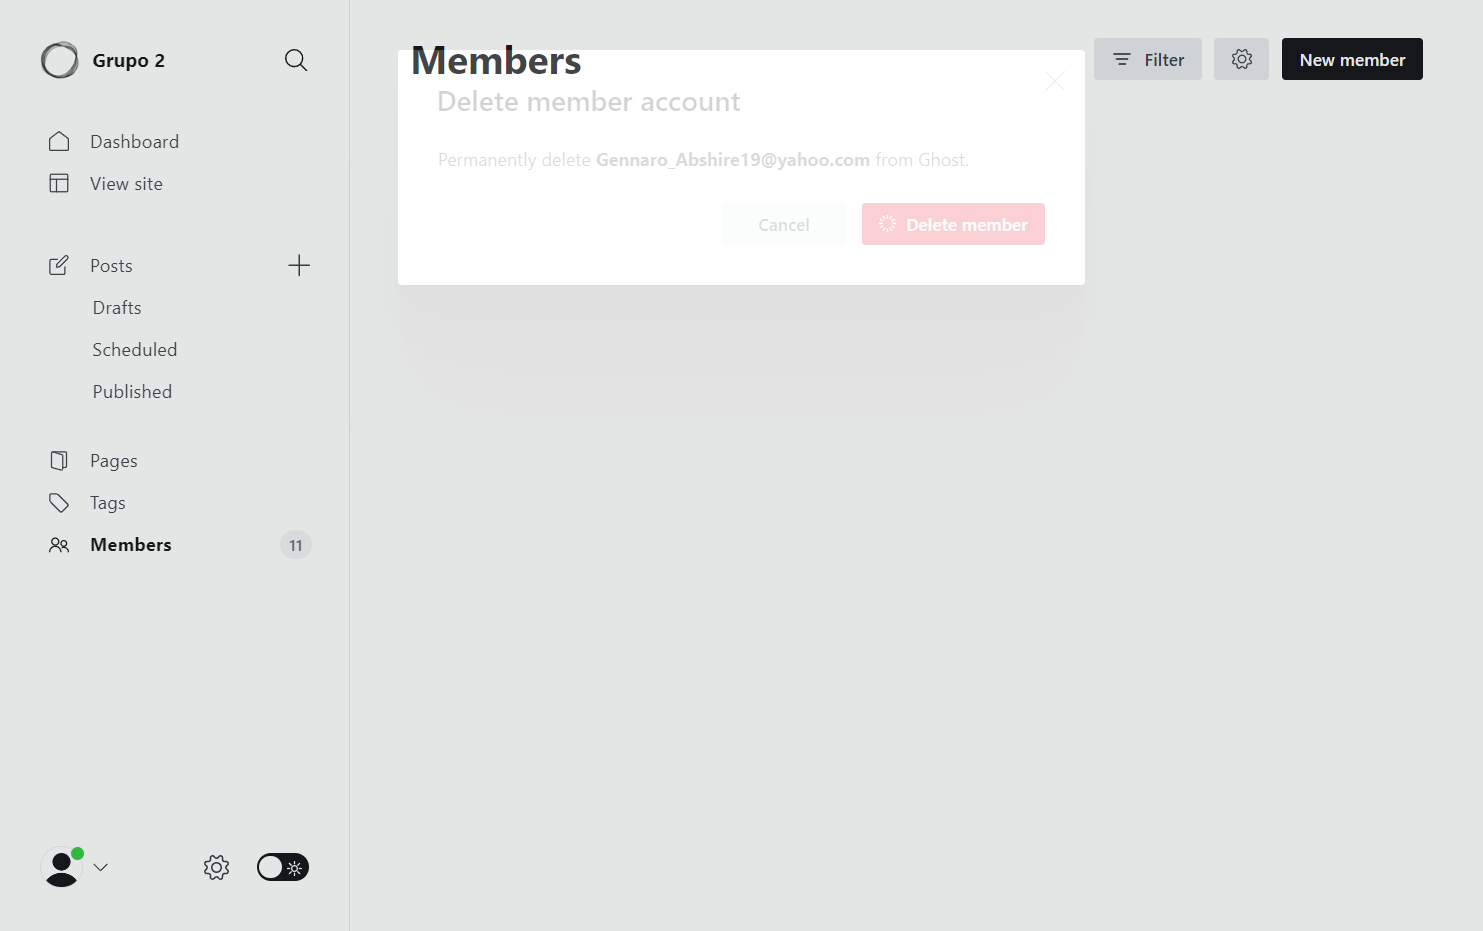 Grupo 2
Dashboard
View site
Posts
Drafts
Scheduled
Published
Pages
Tags
Members
11
Members
Filter
New member
Delete member account
Permanently delete Gennaro_Abshire19@yahoo.com from Ghost.
Cancel
Delete member